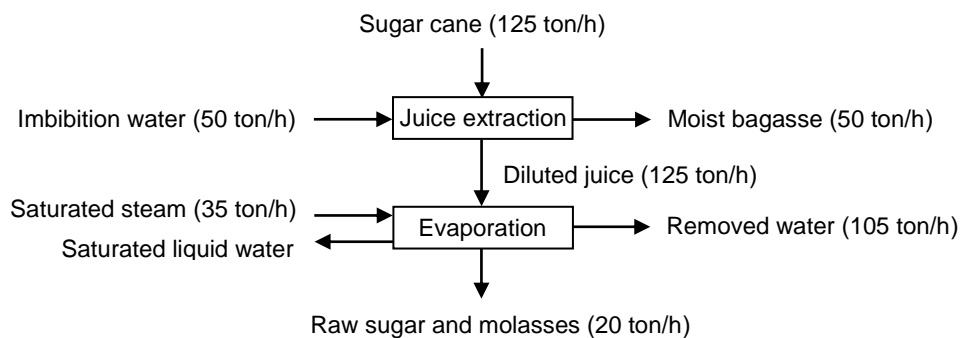 Sugar cane (125 ton/h)
Imbibition water (50 ton/h)
Juice extraction
Moist bagasse (50 ton/h)
Diluted juice (125 ton/h)
Saturated steam (35 ton/h)
Saturated liquid water
Evaporation
Removed water (105 ton/h)
Raw sugar and molasses (20 ton/h)